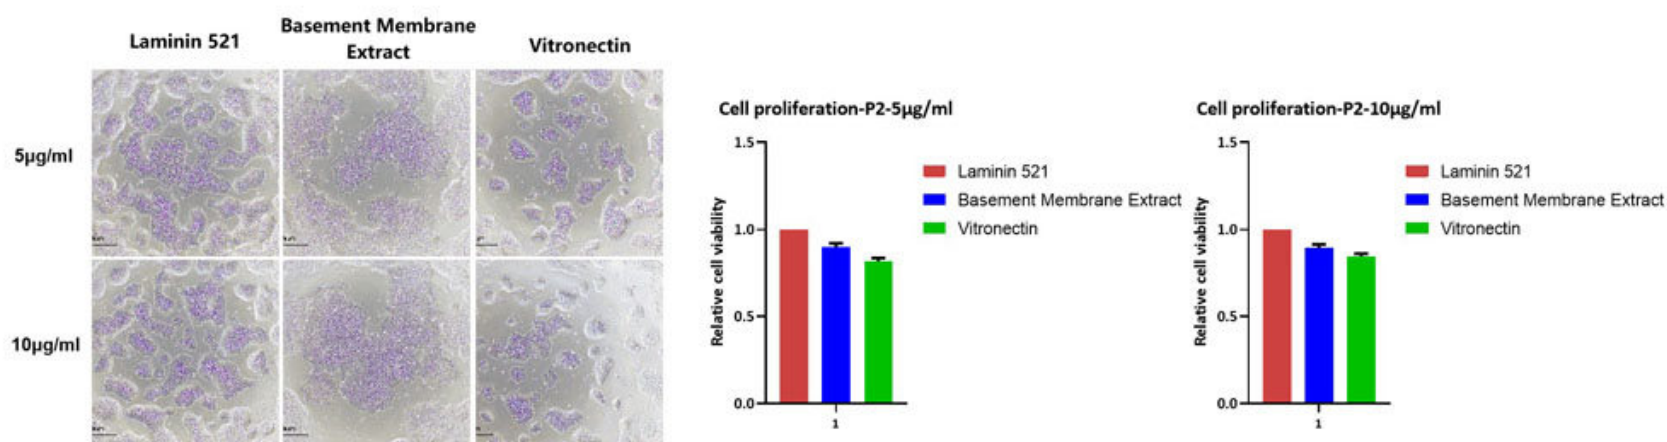 Laminin 521
Basement Membrane
Extract
Vitronectin
5μg/ml
10μg/ml
Cell proliferation-P2-5μg/ml
1.5
1.0
0.5
0.0
Relative cell viability
1
Laminin 521
Basement Membrane Extract
Vitronectin
Cell proliferation-P2-10μg/ml
1.5
1.0
0.5
0.0
Relative cell viability
1
Laminin 521
Basement Membrane Extract
Vitronectin